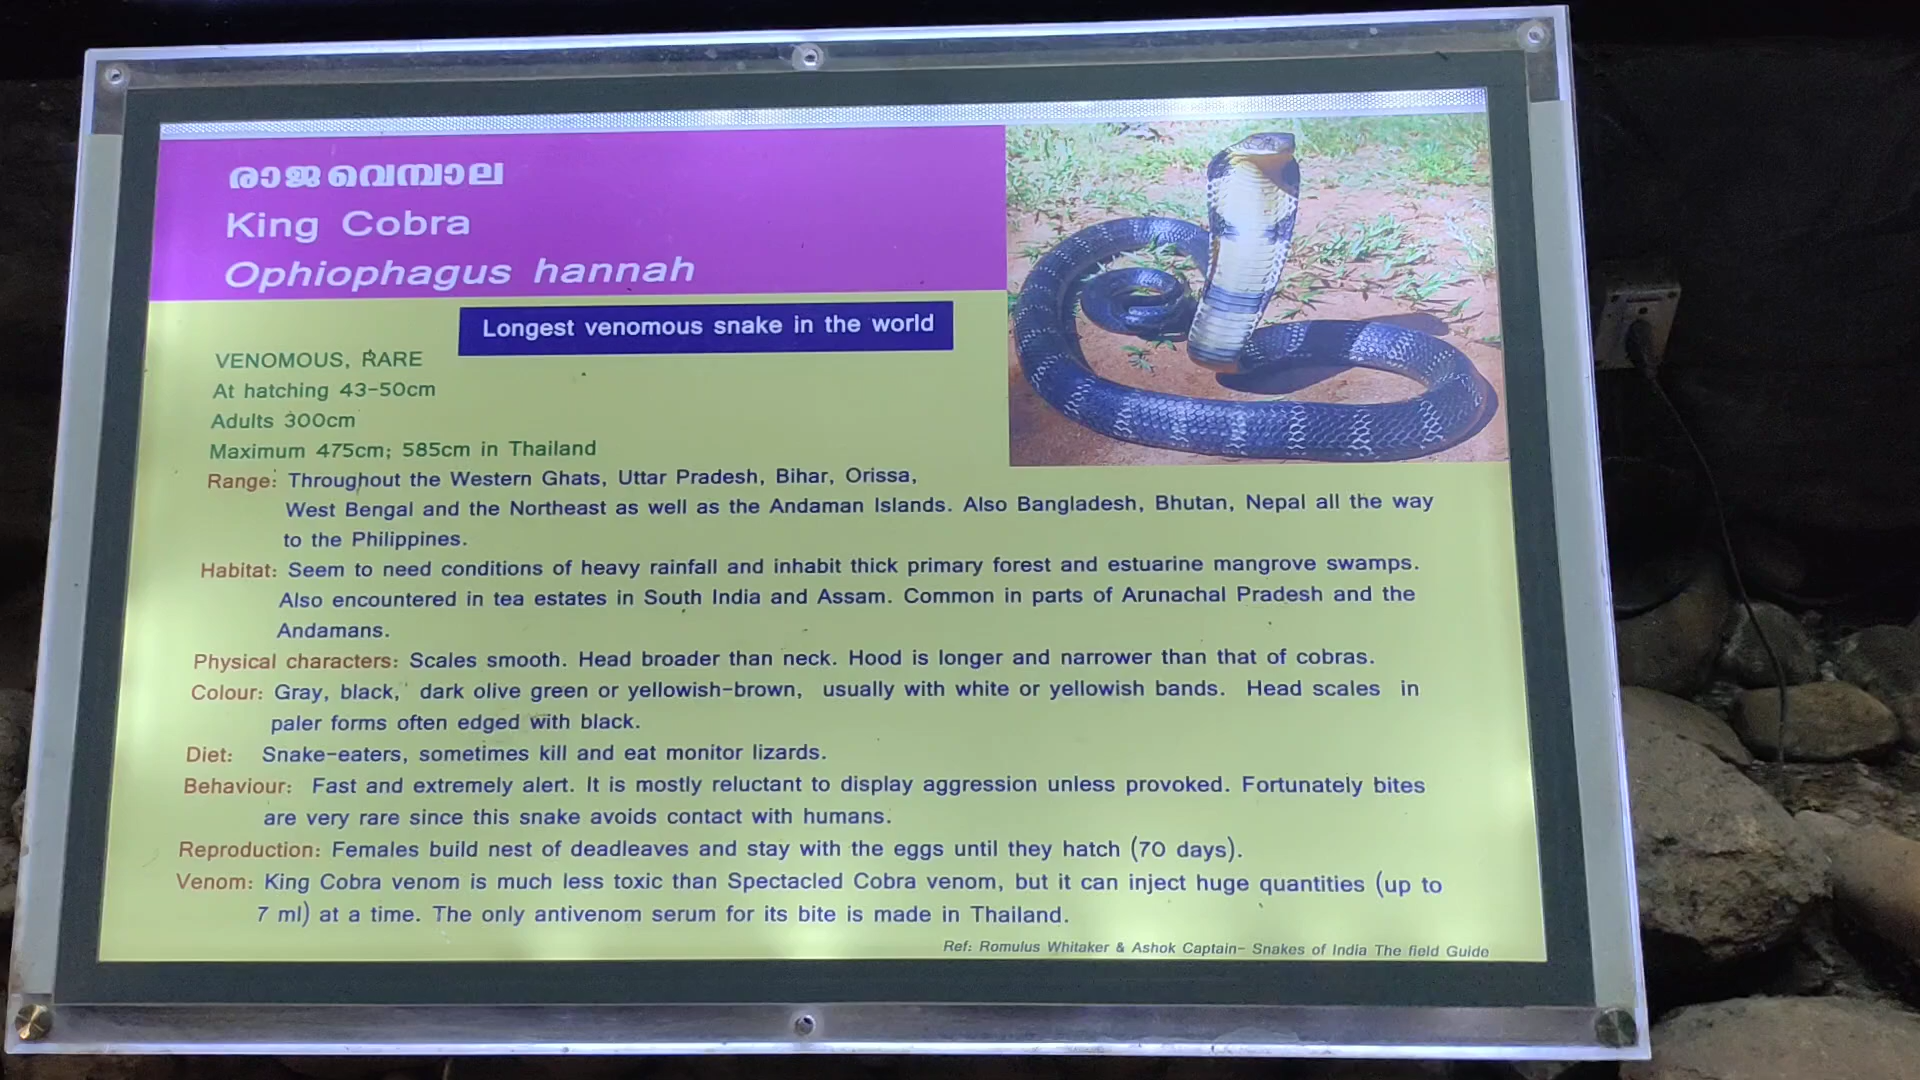 രാജവെമ്പാല
King Cobra
Ophiophagus hannah
Longest venomous snake in the world
VENOMOUS, RARE
At hatching 43-50cm
Adults 300cm
Maximum 475cm; 585cm in Thailand
Range: Throughout the Western Ghats, Uttar Pradesh, Bihar, Orissa,
West Bengal and the Northeast as well as the Andaman Islands. Also Bangladesh, Bhutan, Nepal all the way
to the Philippines.
Habitat: Seem to need conditions of heavy rainfall and inhabit thick primary forest and estuarine mangrove swamps.
Also encountered in tea estates in South India and Assam. Common in parts of Arunachal Pradesh and the
Andamans.
Physical characters: Scales smooth. Head broader than neck. Hood is longer and narrower than that of cobras.
Colour: Gray, black, dark olive green or yellowish-brown, usually with white or yellowish bands. Head scales in
paler forms often edged with black.
Diet: Snake-eaters, sometimes kill and eat monitor lizards.
Behaviour: Fast and extremely alert. It is mostly reluctant to display aggression unless provoked. Fortunately bites
are very rare since this snake avoids contact with humans.
Reproduction: Females build nest of deadleaves and stay with the eggs until they hatch (70 days).
Venom: King Cobra venom is much less toxic than Spectacled Cobra venom, but it can inject huge quantities (up to
7 ml) at a time. The only antivenom serum for its bite is made in Thailand.
Ref: Romulus Whitaker & Ashok Captain- Snakes of India The field Guide